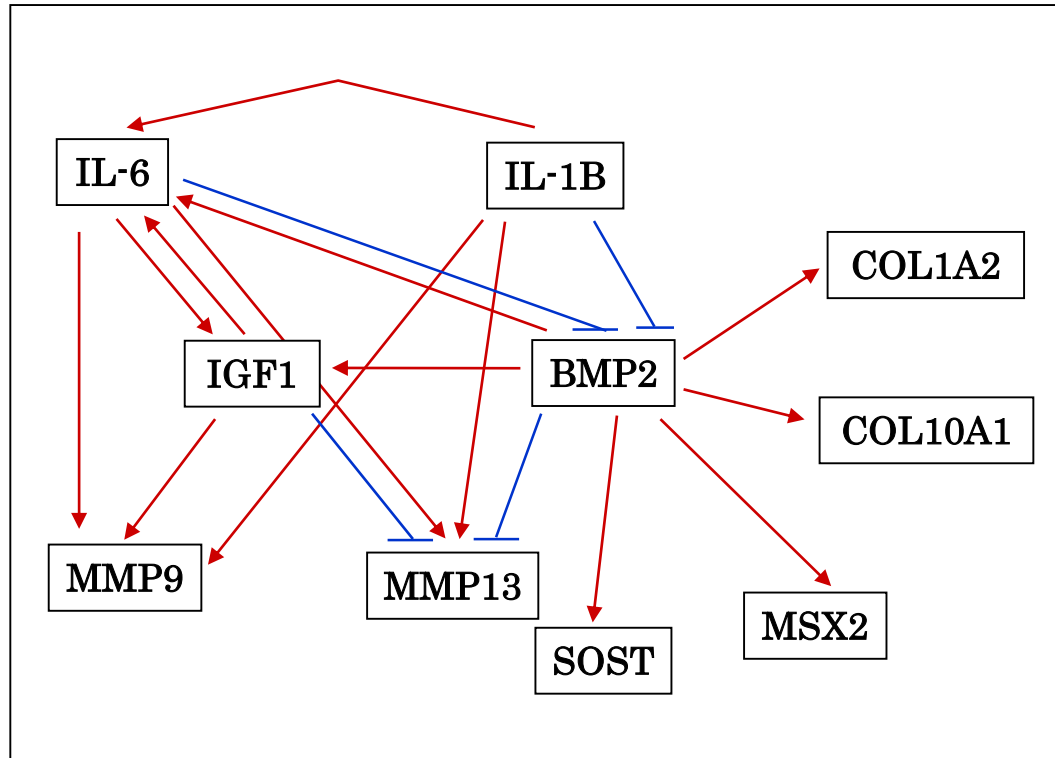 IL-6
IL-1B
COL1A2
IGF1
BMP2
COL10A1
MMP9
MMP13
MSX2
SOST